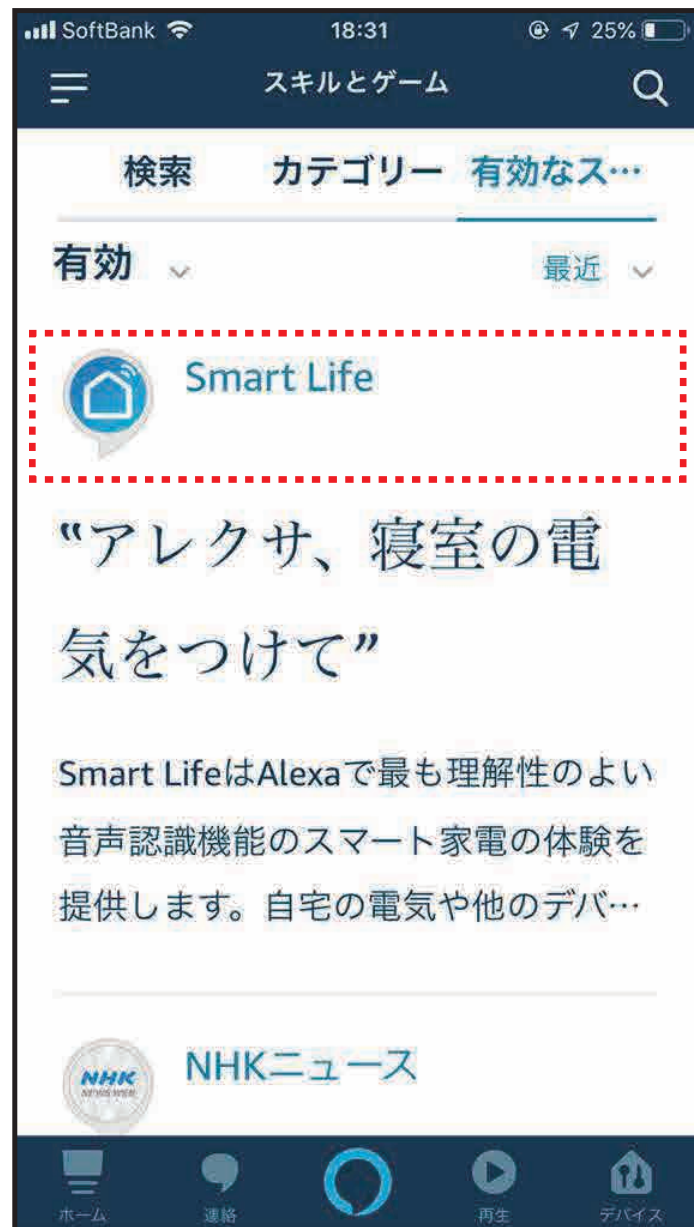 SoftBank 18:31 25%
スキルとゲーム
検索 カテゴリー 有効なス…
有効 最近
Smart Life
“アレクサ、寝室の電
気をつけて”
Smart LifeはAlexaで最も理解性のよい
音声認識機能のスマート家電の体験を
提供します。自宅の電気や他のデバ…
NHK
NEWS WEB
NHKニュース
ホーム 連絡 再生 デバイス